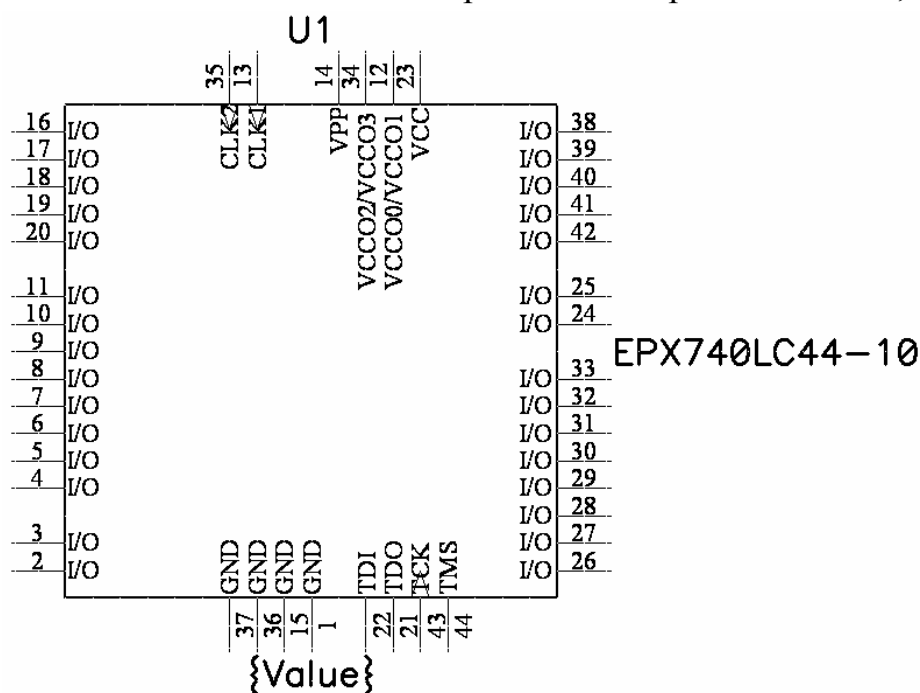 U1
35 13 14 34 12 23
CLK2
CLK1
VPP
VCCO2/VCCO3
VCCO0/VCCO1
VCC
16 I/O
17 I/O
18 I/O
19 I/O
20 I/O
11 I/O
10 I/O
9 I/O
8 I/O
7 I/O
6 I/O
5 I/O
4 I/O
3 I/O
2 I/O
I/O 38
I/O 39
I/O 40
I/O 41
I/O 42
I/O 25
I/O 24
I/O 33
I/O 32
I/O 31
I/O 30
I/O 29
I/O 28
I/O 27
I/O 26
EPX740LC44-10
GND
GND
GND
GND
TDI
TDO
TCK
TMS
37 36 15 1 22 21 43 44
{Value}